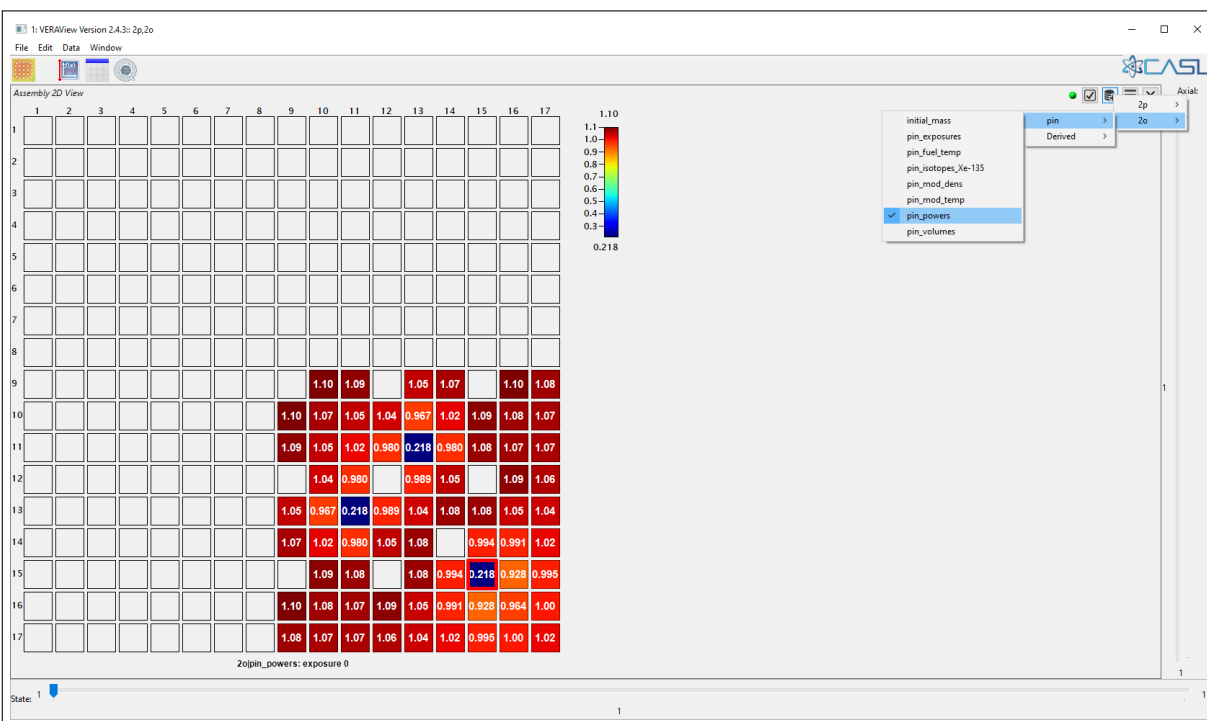 1: VERAView Version 2.4.3:: 2p,2o
File Edit Data Window
CASL
Assembly 2D View
Axial:
1 2 3 4 5 6 7 8 9 10 11 12 13 14 15 16 17
1
2
3
4
5
6
7
8
9 1.10 1.09 1.05 1.07 1.10 1.08
10 1.10 1.07 1.05 1.04 0.967 1.02 1.09 1.08 1.07
11 1.09 1.05 1.02 0.980 0.218 0.980 1.08 1.07 1.07
12 1.04 0.980 0.989 1.05 1.09 1.06
13 1.05 0.967 0.218 0.989 1.04 1.08 1.08 1.05 1.04
14 1.07 1.02 0.980 1.05 1.08 0.994 0.991 1.02
15 1.09 1.08 1.08 0.994 0.218 0.928 0.995
16 1.10 1.08 1.07 1.09 1.05 0.991 0.928 0.964 1.00
17 1.08 1.07 1.07 1.06 1.04 1.02 0.995 1.00 1.02
2o|pin_powers: exposure 0
1.10
1.1
1.0
0.9
0.8
0.7
0.6
0.5
0.4
0.3
0.218
initial_mass
pin_exposures
pin_fuel_temp
pin_isotopes_Xe-135
pin_mod_dens
pin_mod_temp
pin_powers
pin_volumes
pin >
Derived >
2p >
2o >
1
1
State: 1
1
1